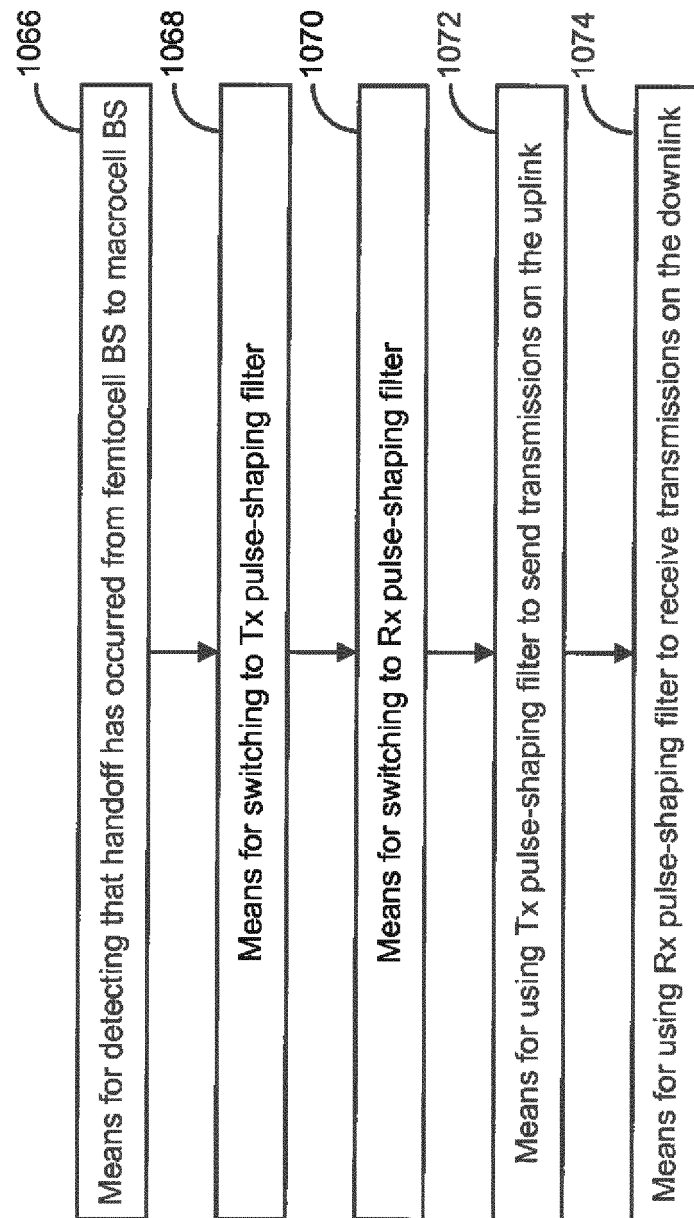 1066
Means for detecting that handoff has occurred from femtocell BS to macrocell BS
1068
Means for switching to Tx pulse-shaping filter
1070
Means for switching to Rx pulse-shaping filter
1072
Means for using Tx pulse-shaping filter to send transmissions on the uplink
1074
Means for using Rx pulse-shaping filter to receive transmissions on the downlink